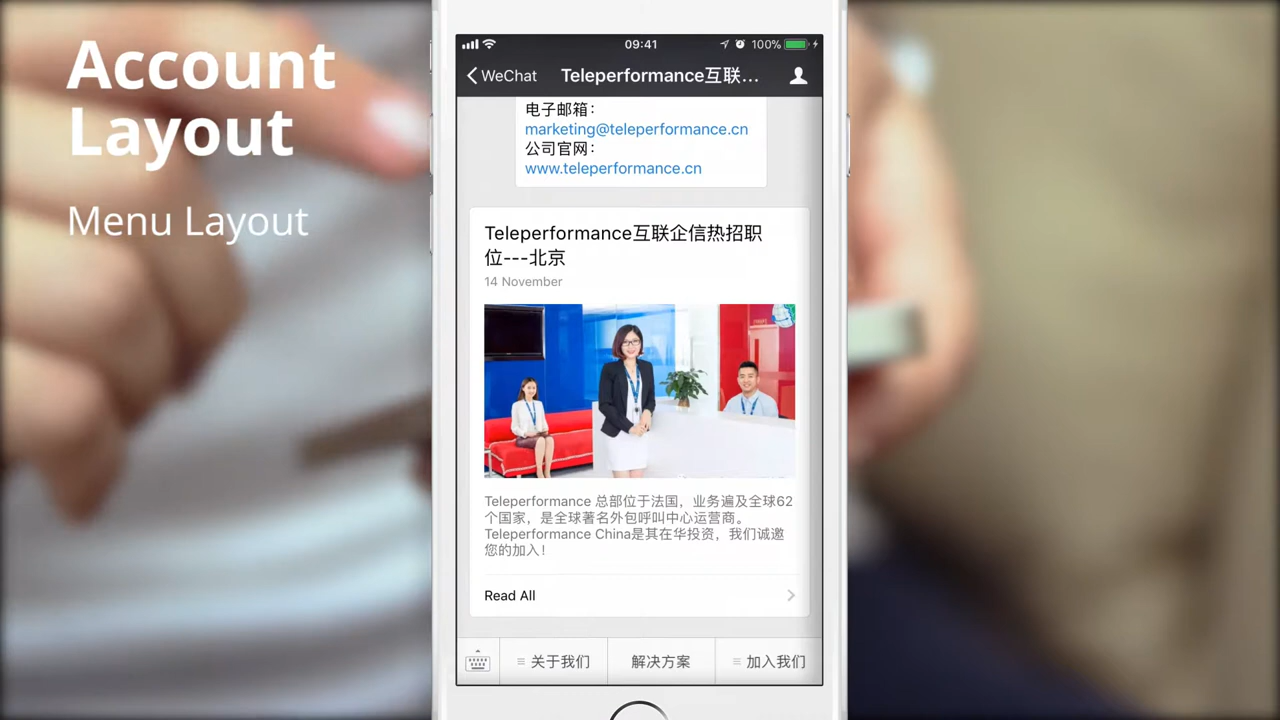 Account
Layout
Menu Layout
09:41
100%
WeChat
Teleperformance互联...
电子邮箱：
marketing@teleperformance.cn
公司官网：
www.teleperformance.cn
Teleperformance互联企信热招职
位---北京
14 November
Teleperformance 总部位于法国，业务遍及全球62
个国家，是全球著名外包呼叫中心运营商。
Teleperformance China是其在华投资，我们诚邀
您的加入！
Read All
关于我们
解决方案
加入我们